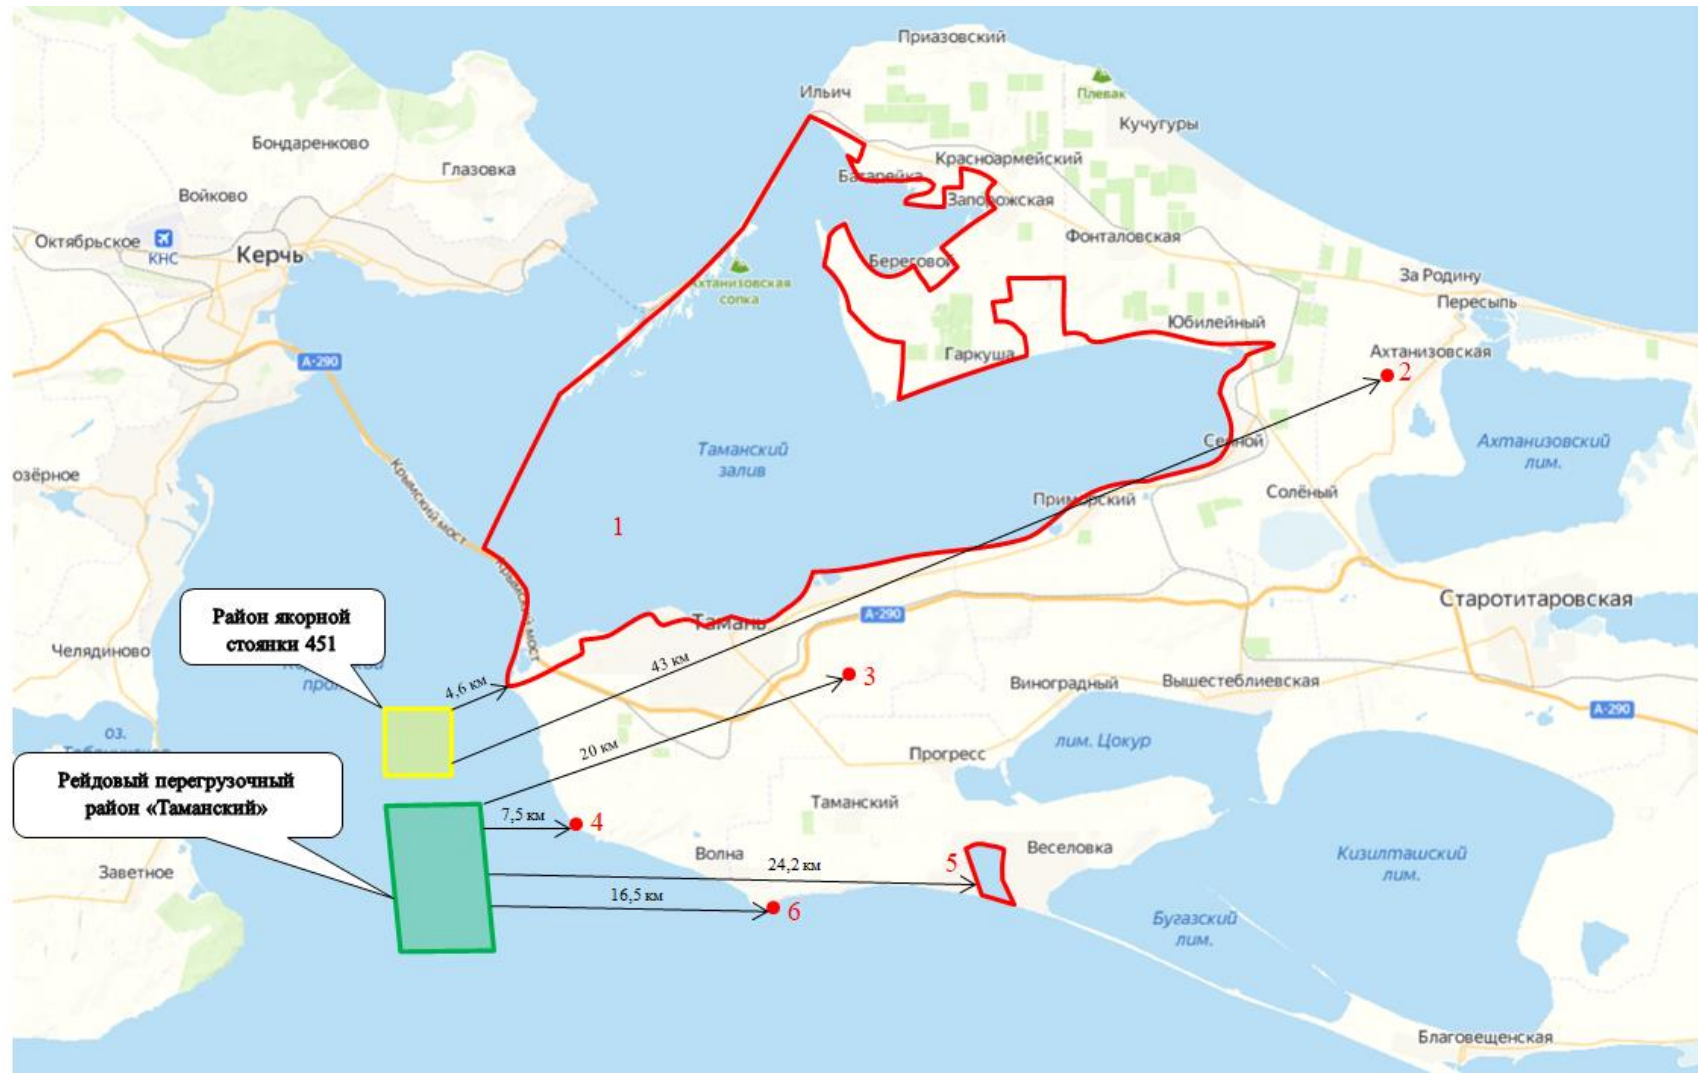 Приазовский
Ильич
Плевак
Кучугуры
Бондаренково
Глазовка
Красноармейский
Батарейка
Войково
Запорожская
Октябрьское
КНС
Керчь
Фонталовская
Береговой
За Родину
Ахтанизовская
сопка
Пересыпь
Юбилейный
Гаркуша
Ахтанизовская
А-290
2
Сенной
Ахтанизовский
лим.
Таманский
залив
озёрное
Крымский мост
Приморский
Солёный
1
Крымский мост
Район якорной
стоянки 451
Тамань
А-290
Старотитаровская
Челядиново
43 км
3
4,6 км
Виноградный
Вышестеблиевская
А-290
оз.
лим. Цокур
20 км
Прогресс
Рейдовый перегрузочный
район «Таманский»
Таманский
7,5 км
4
Волна
5
Веселовка
24,2 км
Заветное
Кизилташский
лим.
16,5 км
6
Бугазский
лим.
Благовещенская